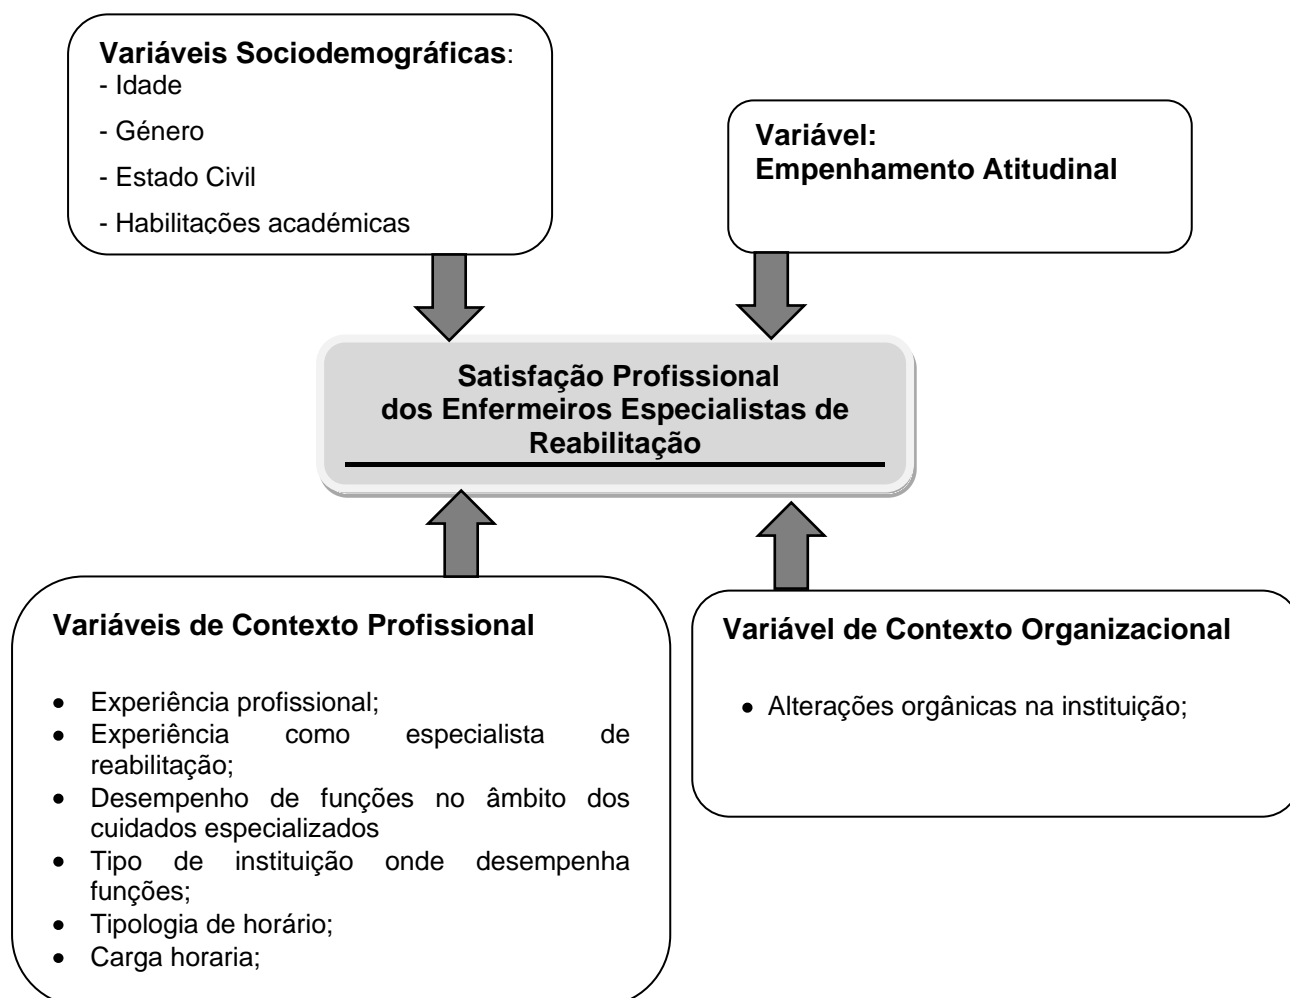 Variáveis Sociodemográficas:
- Idade
- Género
- Estado Civil
- Habilitações académicas
Variável:
Empenhamento Atitudinal
Satisfação Profissional
dos Enfermeiros Especialistas de
Reabilitação
Variáveis de Contexto Profissional
• Experiência profissional;
• Experiência como especialista de
reabilitação;
• Desempenho de funções no âmbito dos
cuidados especializados
• Tipo de instituição onde desempenha
funções;
• Tipologia de horário;
• Carga horaria;
Variável de Contexto Organizacional
• Alterações orgânicas na instituição;